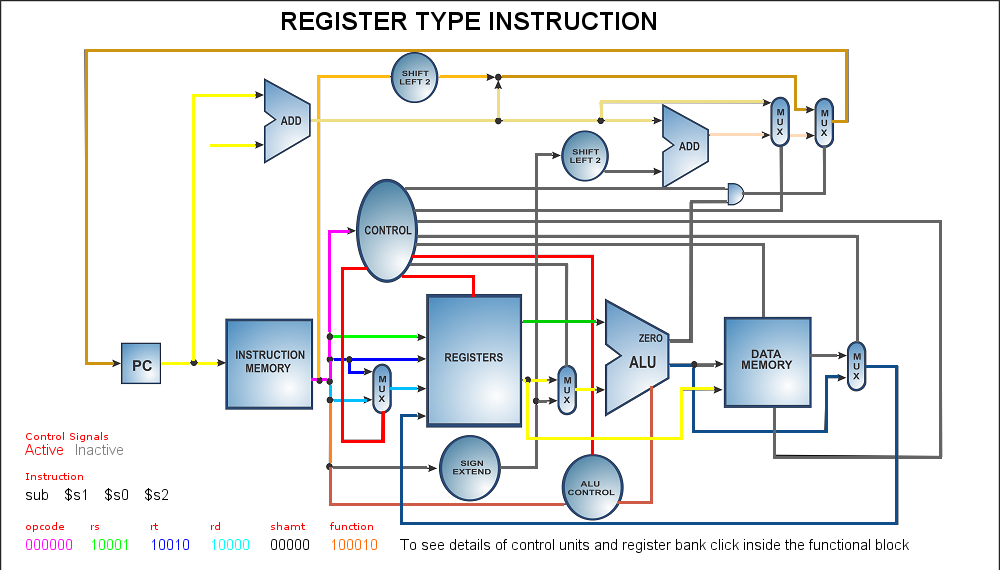 REGISTER TYPE INSTRUCTION
SHIFT
LEFT 2
ADD
MUX
MUX
SHIFT
LEFT 2
ADD
CONTROL
PC
INSTRUCTION
MEMORY
MUX
REGISTERS
MUX
ZERO
ALU
DATA
MEMORY
MUX
SIGN
EXTEND
ALU
CONTROL
Control Signals
Active Inactive
Instruction
sub $s1 $s0 $s2
opcode rs rt rd shamt function
000000 10001 10010 10000 00000 100010
To see details of control units and register bank click inside the functional block